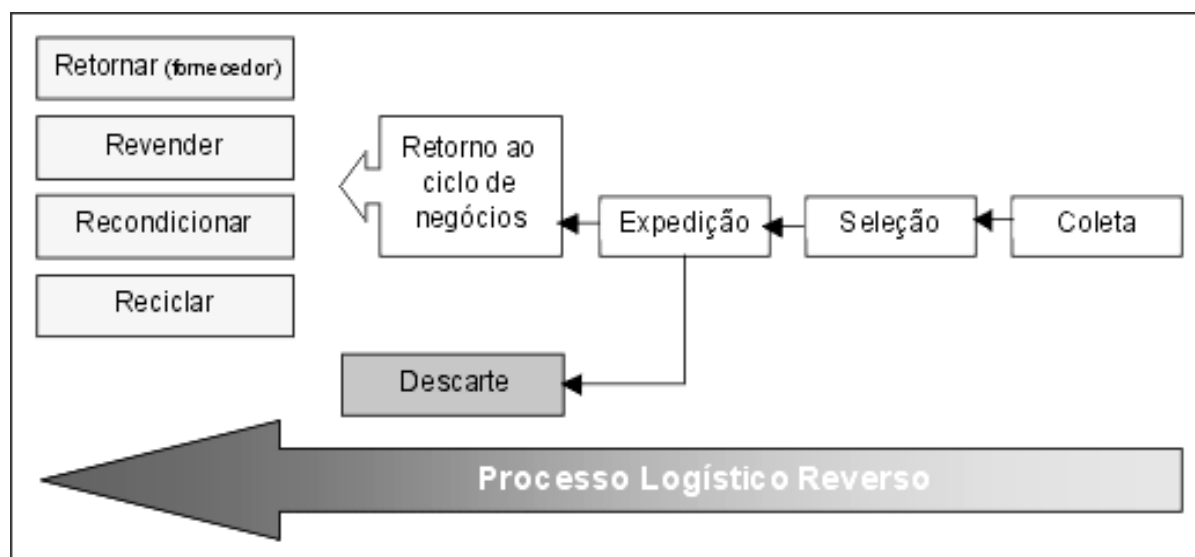 Retornar (fornecedor)
Revender
Recondicionar
Reciclar
Retorno ao
ciclo de
negócios
Expedição
Seleção
Coleta
Descarte
Processo Logístico Reverso